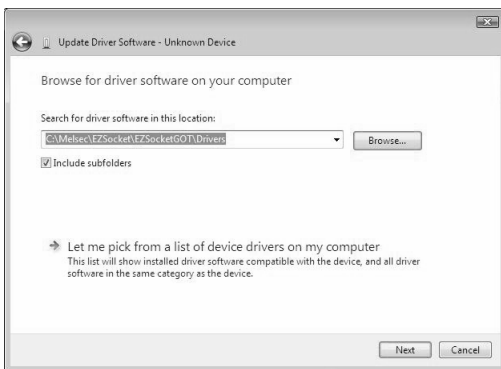 Update Driver Software - Unknown Device
Browse for driver software on your computer
Search for driver software in this location:
C:\Melsec\EZSocket\EZSocketGOT\Drivers
Browse...
Include subfolders
Let me pick from a list of device drivers on my computer
This list will show installed driver software compatible with the device, and all driver
software in the same category as the device.
Next
Cancel